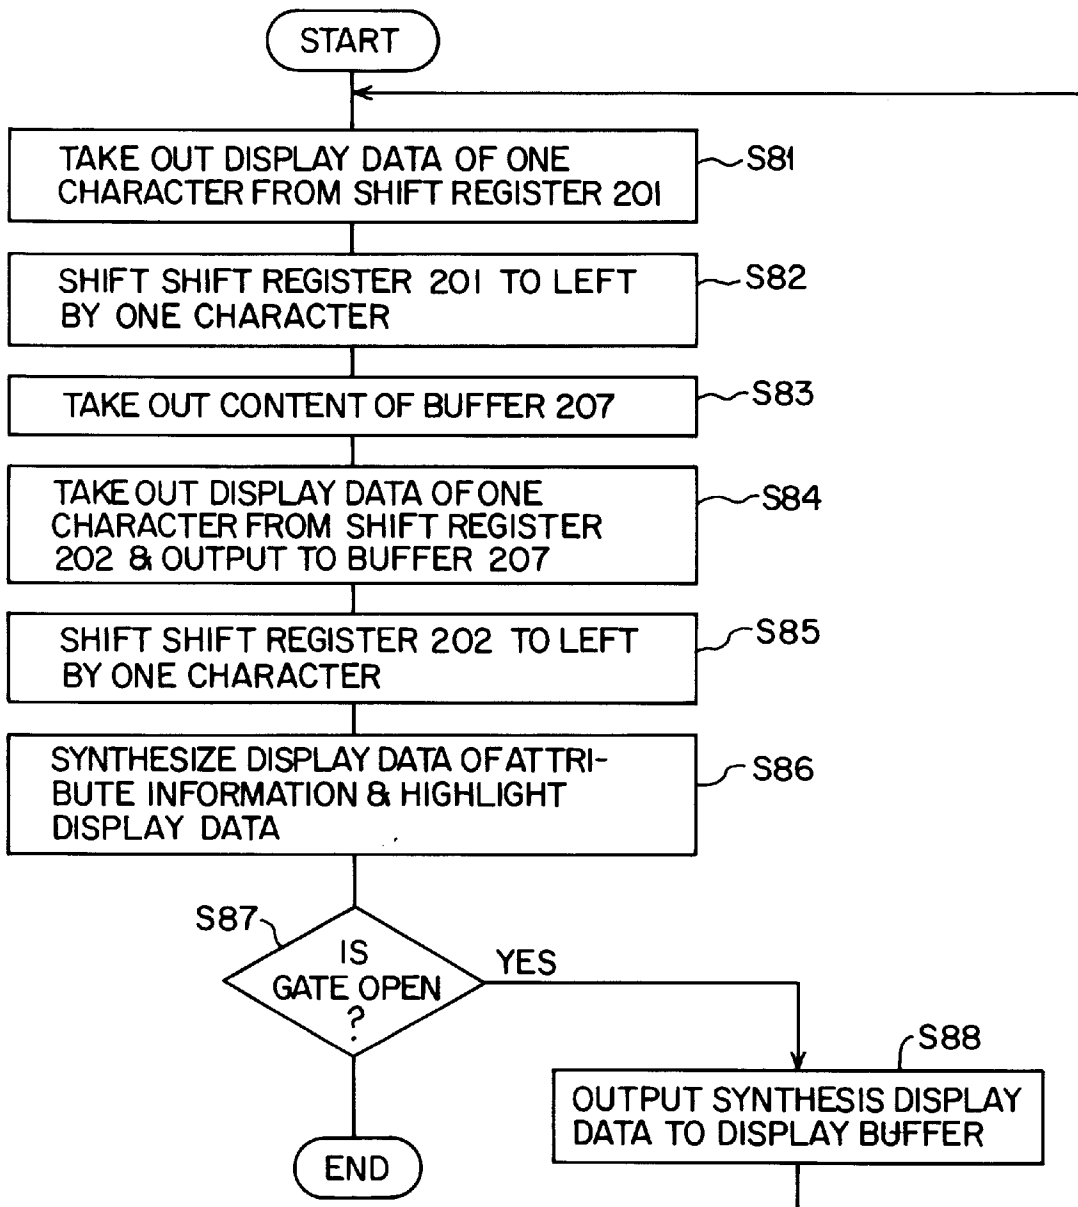 START
TAKE OUT DISPLAY DATA OF ONE
CHARACTER FROM SHIFT REGISTER 201
S81
SHIFT SHIFT REGISTER 201 TO LEFT
BY ONE CHARACTER
S82
TAKE OUT CONTENT OF BUFFER 207
S83
TAKE OUT DISPLAY DATA OF ONE
CHARACTER FROM SHIFT REGISTER
202 & OUTPUT TO BUFFER 207
S84
SHIFT SHIFT REGISTER 202 TO LEFT
BY ONE CHARACTER
S85
SYNTHESIZE DISPLAY DATA OF ATTRI-
BUTE INFORMATION & HIGHLIGHT
DISPLAY DATA
S86
S87
IS
GATE OPEN
?
YES
S88
OUTPUT SYNTHESIS DISPLAY
DATA TO DISPLAY BUFFER
END